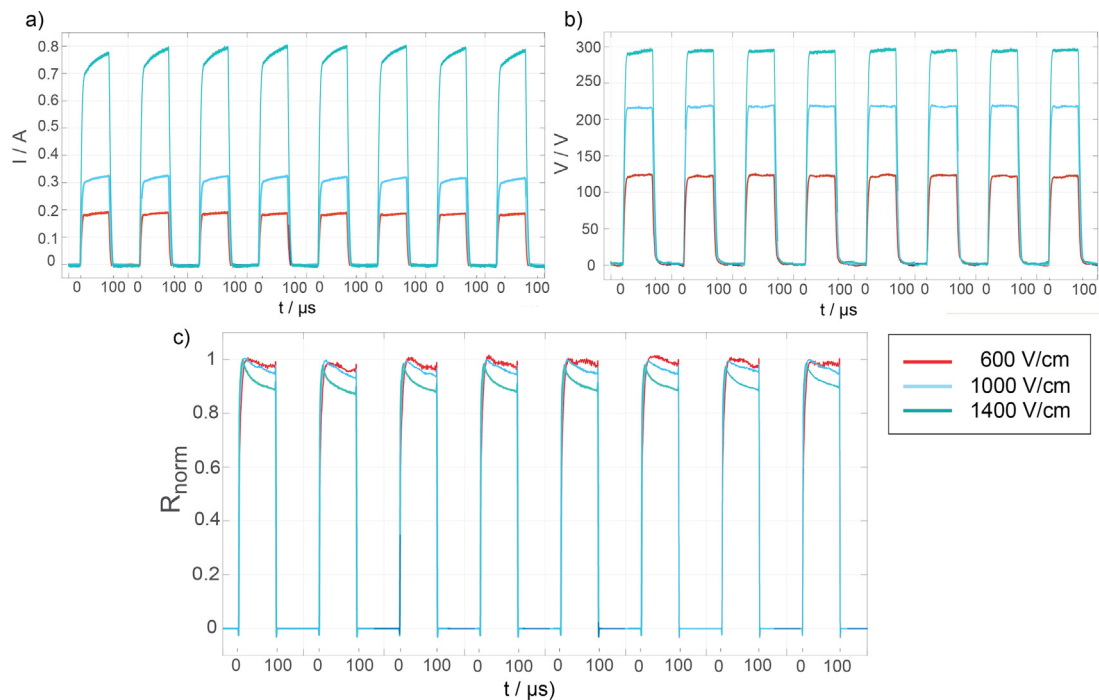 a)
0.8
0.7
0.6
0.5
0.4
0.3
0.2
0.1
0
I / A
0 100 0 100 0 100 0 100 0 100 0 100 0 100 0 100
t / μs
b)
300
250
200
150
100
50
0
V / V
0 100 0 100 0 100 0 100 0 100 0 100 0 100 0 100
t / μs
c)
1
0.8
0.6
0.4
0.2
0
Rnorm
0 100 0 100 0 100 0 100 0 100 0 100 0 100 0 100
t / μs)
600 V/cm
1000 V/cm
1400 V/cm